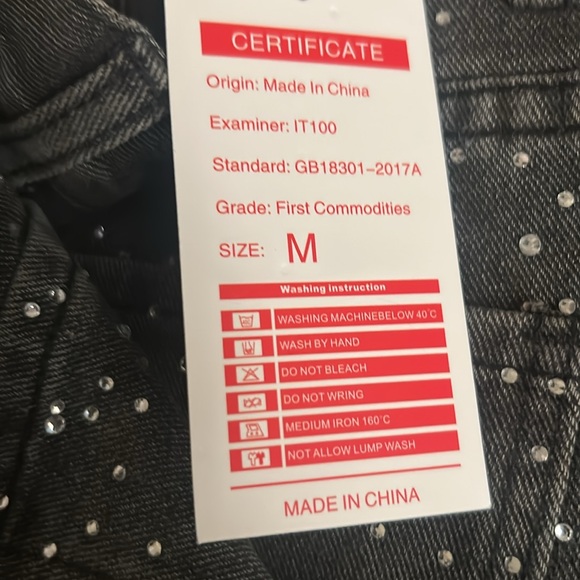 CERTIFICATE
Origin: Made In China
Examiner: IT100
Standard: GB18301-2017A
Grade: First Commodities
SIZE: M
Washing instruction
WASHING MACHINEBELOW 40°C
WASH BY HAND
DO NOT BLEACH
DO NOT WRING
MEDIUM IRON 160°C
NOT ALLOW LUMP WASH
MADE IN CHINA